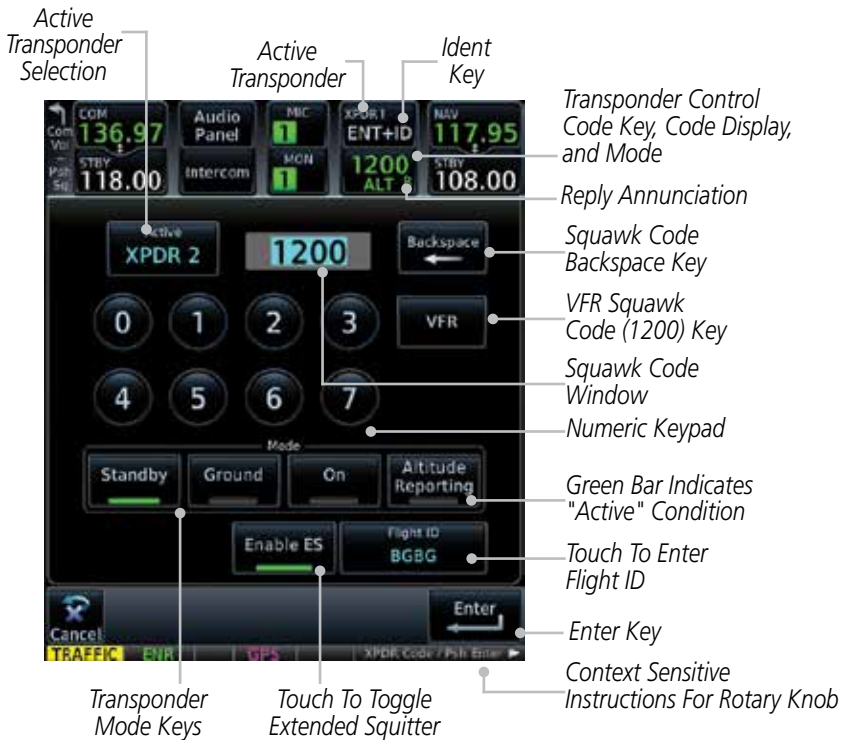 Active
Transponder
Selection
Active
Transponder
Ident
Key
Transponder Control
Code Key, Code Display,
and Mode
Reply Annunciation
Squawk Code
Backspace Key
VFR Squawk
Code (1200) Key
Squawk Code
Window
Numeric Keypad
Green Bar Indicates
"Active" Condition
Touch To Enter
Flight ID
Enter Key
Context Sensitive
Instructions For Rotary Knob
Transponder
Mode Keys
Touch To Toggle
Extended Squitter
Com
Vol
Psh
Sq
COM
136.97
STBY
118.00
Audio
Panel
Intercom
MIC
1
MON
1
XPDR1
ENT+ID
1200
ALT R
NAV
117.95
STBY
108.00
Active
XPDR 2
1200
Backspace
0 1 2 3
VFR
4 5 6 7
Mode
Standby
Ground
On
Altitude
Reporting
Enable ES
Flight ID
BGBG
Cancel
Enter
TRAFFIC ENR GPS XPDR Code / Psh Enter